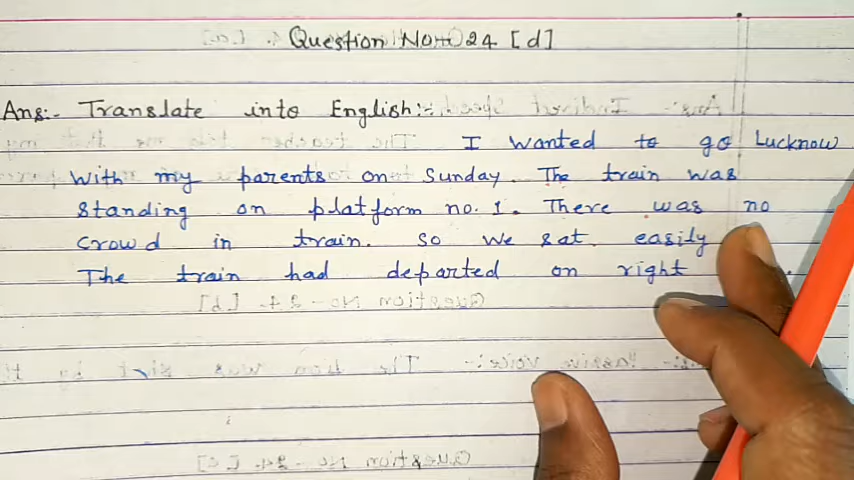 Question No:- 24 [d]
Ans:- Translate into English:-
I wanted to go Lucknow
with my parents on Sunday. The train was
standing on platform no. 1. There was no
crowd in train. so we sat easily
The train had departed on right